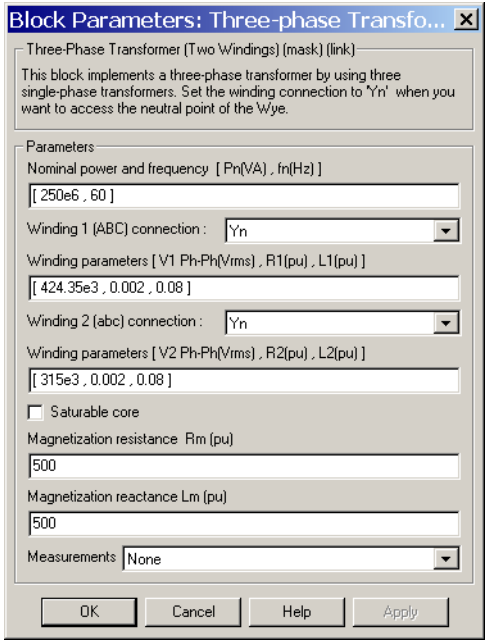 Block Parameters: Three-phase Transfo...
Three-Phase Transformer (Two Windings) (mask) (link)
This block implements a three-phase transformer by using three
single-phase transformers. Set the winding connection to 'Yn' when you
want to access the neutral point of the Wye.
Parameters
Nominal power and frequency [ Pn(VA) , fn(Hz) ]
[ 250e6 , 60 ]
Winding 1 (ABC) connection : Yn
Winding parameters [ V1 Ph-Ph(Vrms) , R1(pu) , L1(pu) ]
[ 424.35e3 , 0.002 , 0.08 ]
Winding 2 (abc) connection : Yn
Winding parameters [ V2 Ph-Ph(Vrms) , R2(pu) , L2(pu) ]
[ 315e3 , 0.002 , 0.08 ]
Saturable core
Magnetization resistance Rm (pu)
500
Magnetization reactance Lm (pu)
500
Measurements None
OK Cancel Help Apply